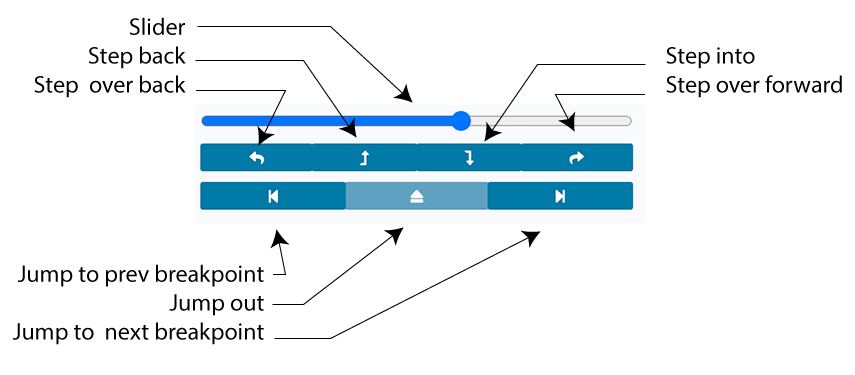 Slider
Step back
Step into
Step over back
Step over forward
Jump to prev breakpoint
Jump out
Jump to next breakpoint